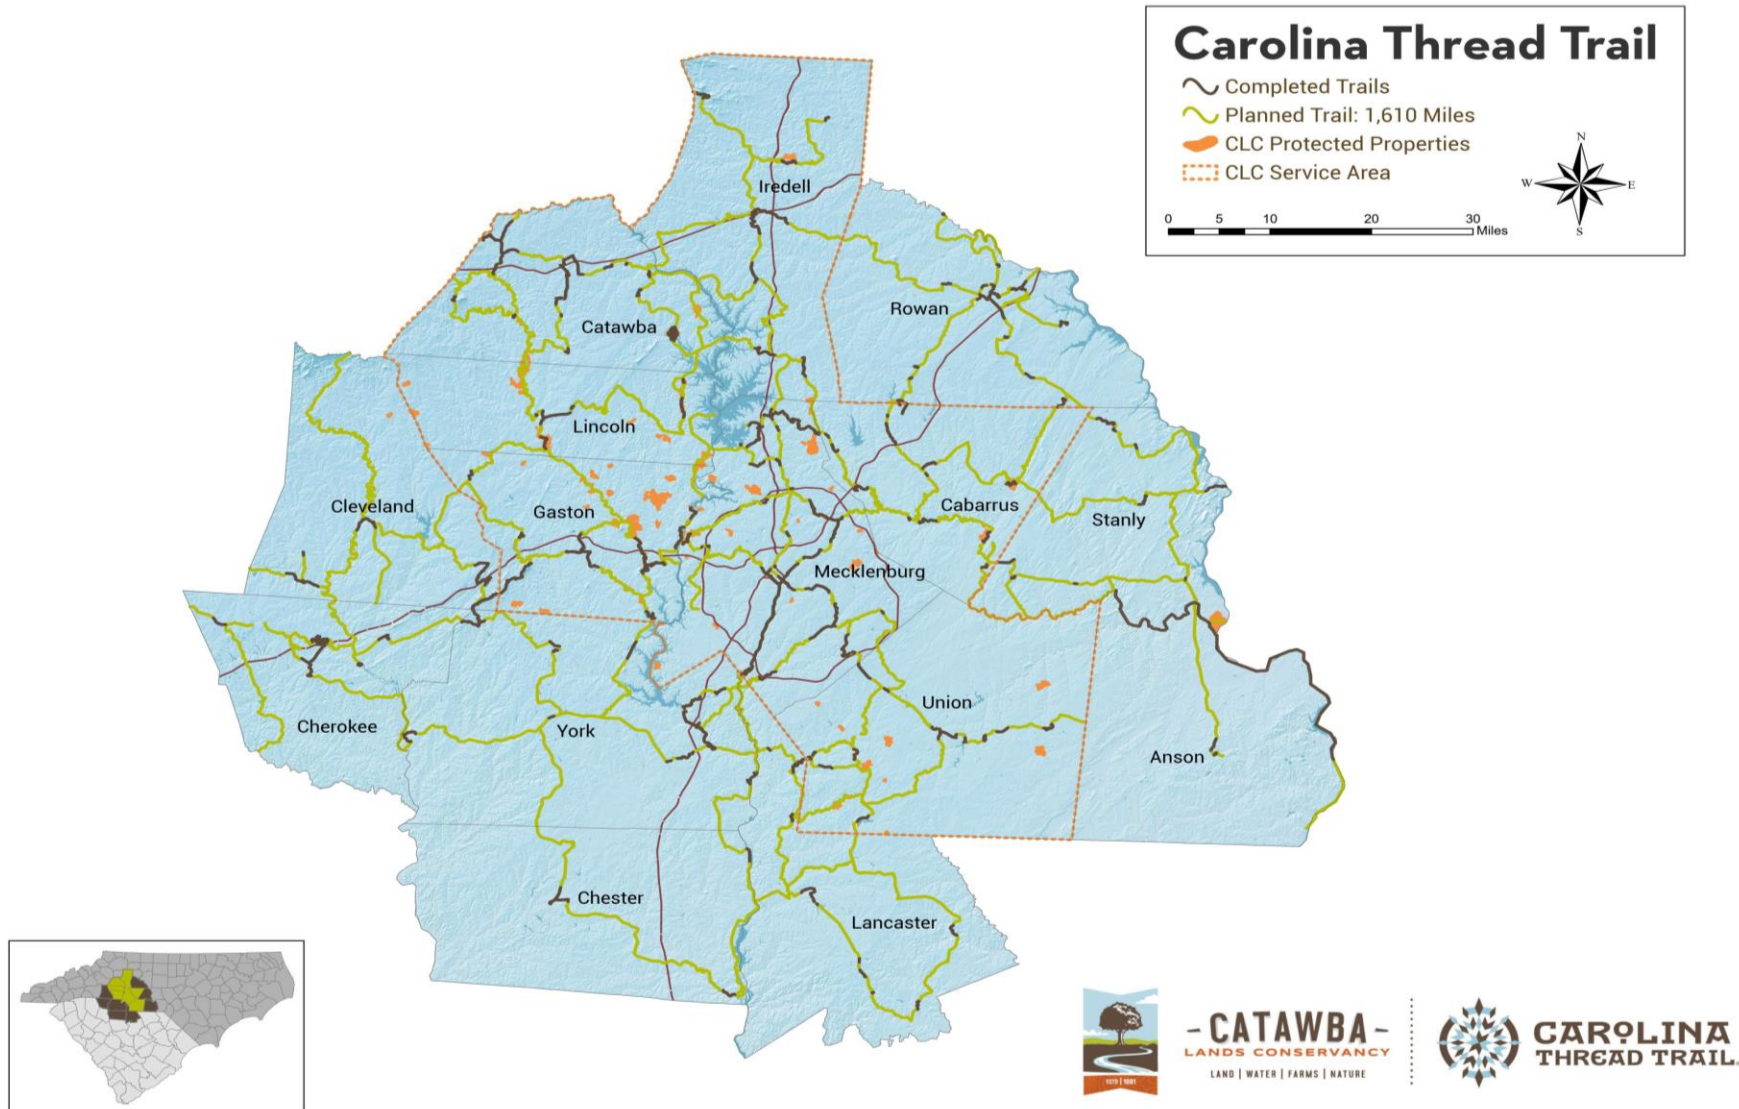 Carolina Thread Trail
Completed Trails
Planned Trail: 1,610 Miles
CLC Protected Properties
CLC Service Area
N
W
E
S
0 5 10 20 30
Miles
Iredell
Rowan
Catawba
Lincoln
Cleveland
Gaston
Cabarrus
Stanly
Mecklenburg
Union
Cherokee
York
Anson
Chester
Lancaster
- CATAWBA -
LANDS CONSERVANCY
LAND | WATER | FARMS | NATURE
ESTD | 1991
CAROLINA
THREAD TRAIL